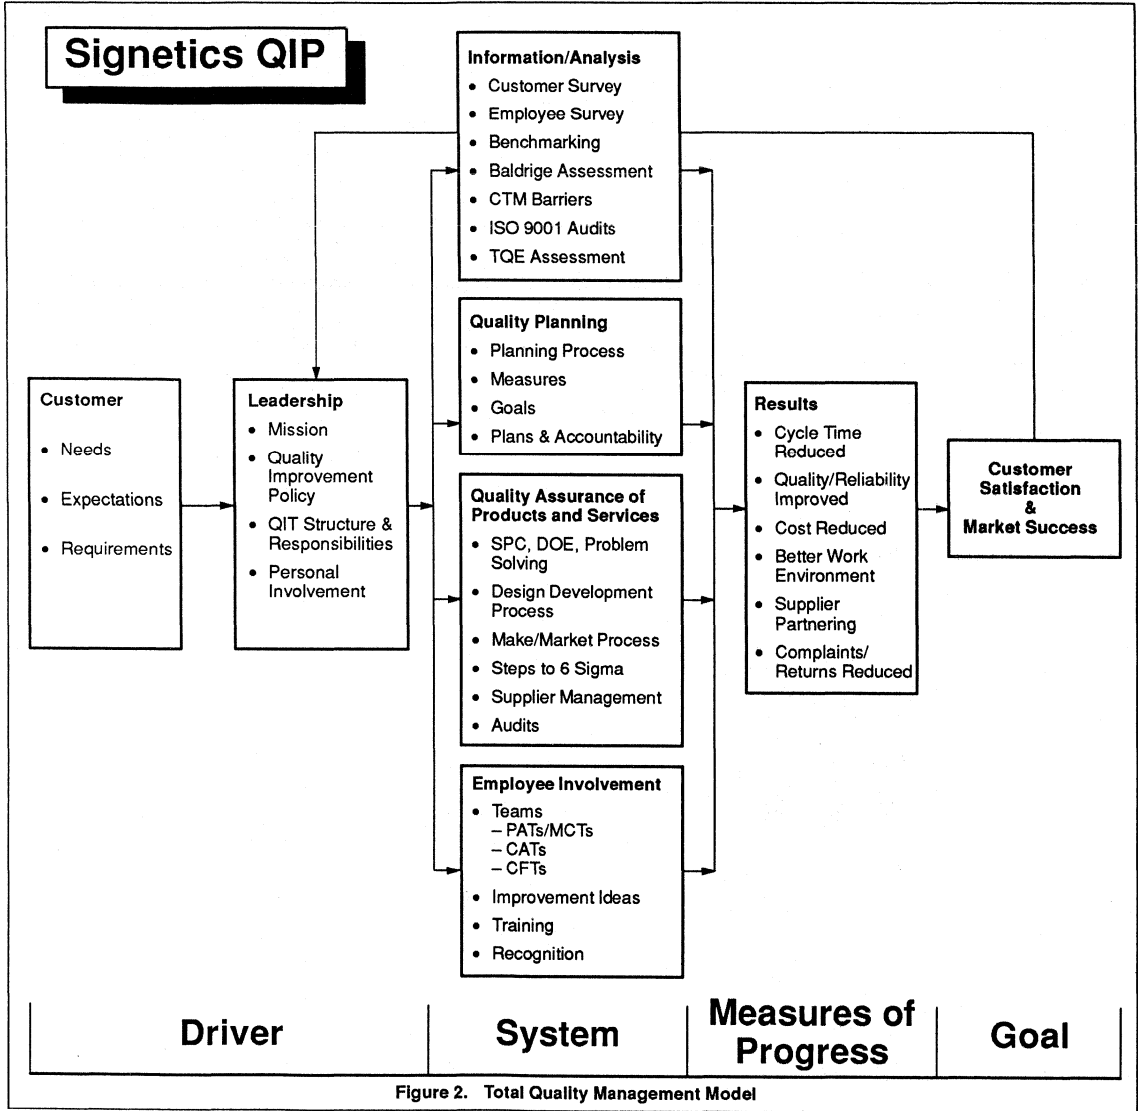 Signetics QIP
Information/Analysis
• Customer Survey
• Employee Survey
• Benchmarking
• Baldrige Assessment
• CTM Barriers
• ISO 9001 Audits
• TQE Assessment
Quality Planning
• Planning Process
• Measures
• Goals
• Plans & Accountability
Customer
• Needs
• Expectations
• Requirements
Leadership
• Mission
• Quality
Improvement
Policy
• QIT Structure &
Responsibilities
• Personal
Involvement
Quality Assurance of
Products and Services
• SPC, DOE, Problem
Solving
• Design Development
Process
• Make/Market Process
• Steps to 6 Sigma
• Supplier Management
• Audits
Employee Involvement
• Teams
– PATs/MCTs
– CATs
– CFTs
• Improvement Ideas
• Training
• Recognition
Results
• Cycle Time
Reduced
• Quality/Reliability
Improved
• Cost Reduced
• Better Work
Environment
• Supplier
Partnering
• Complaints/
Returns Reduced
Customer
Satisfaction
&
Market Success
Driver
System
Measures of
Progress
Goal
Figure 2. Total Quality Management Model